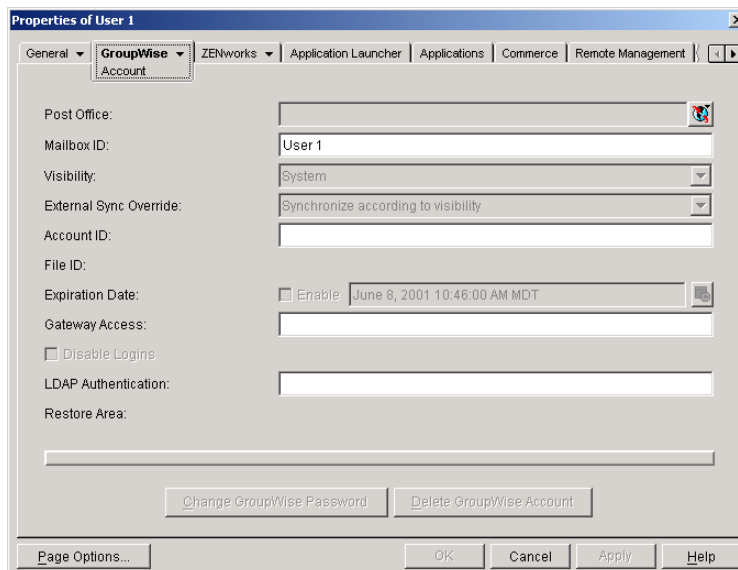 Properties of User 1
General GroupWise ZENworks Application Launcher Applications Commerce Remote Management
Account
Post Office:
Mailbox ID: User 1
Visibility: System
External Sync Override: Synchronize according to visibility
Account ID:
File ID:
Expiration Date: Enable June 8, 2001 10:46:00 AM MDT
Gateway Access:
Disable Logins
LDAP Authentication:
Restore Area:
Change GroupWise Password Delete GroupWise Account
Page Options... OK Cancel Apply Help